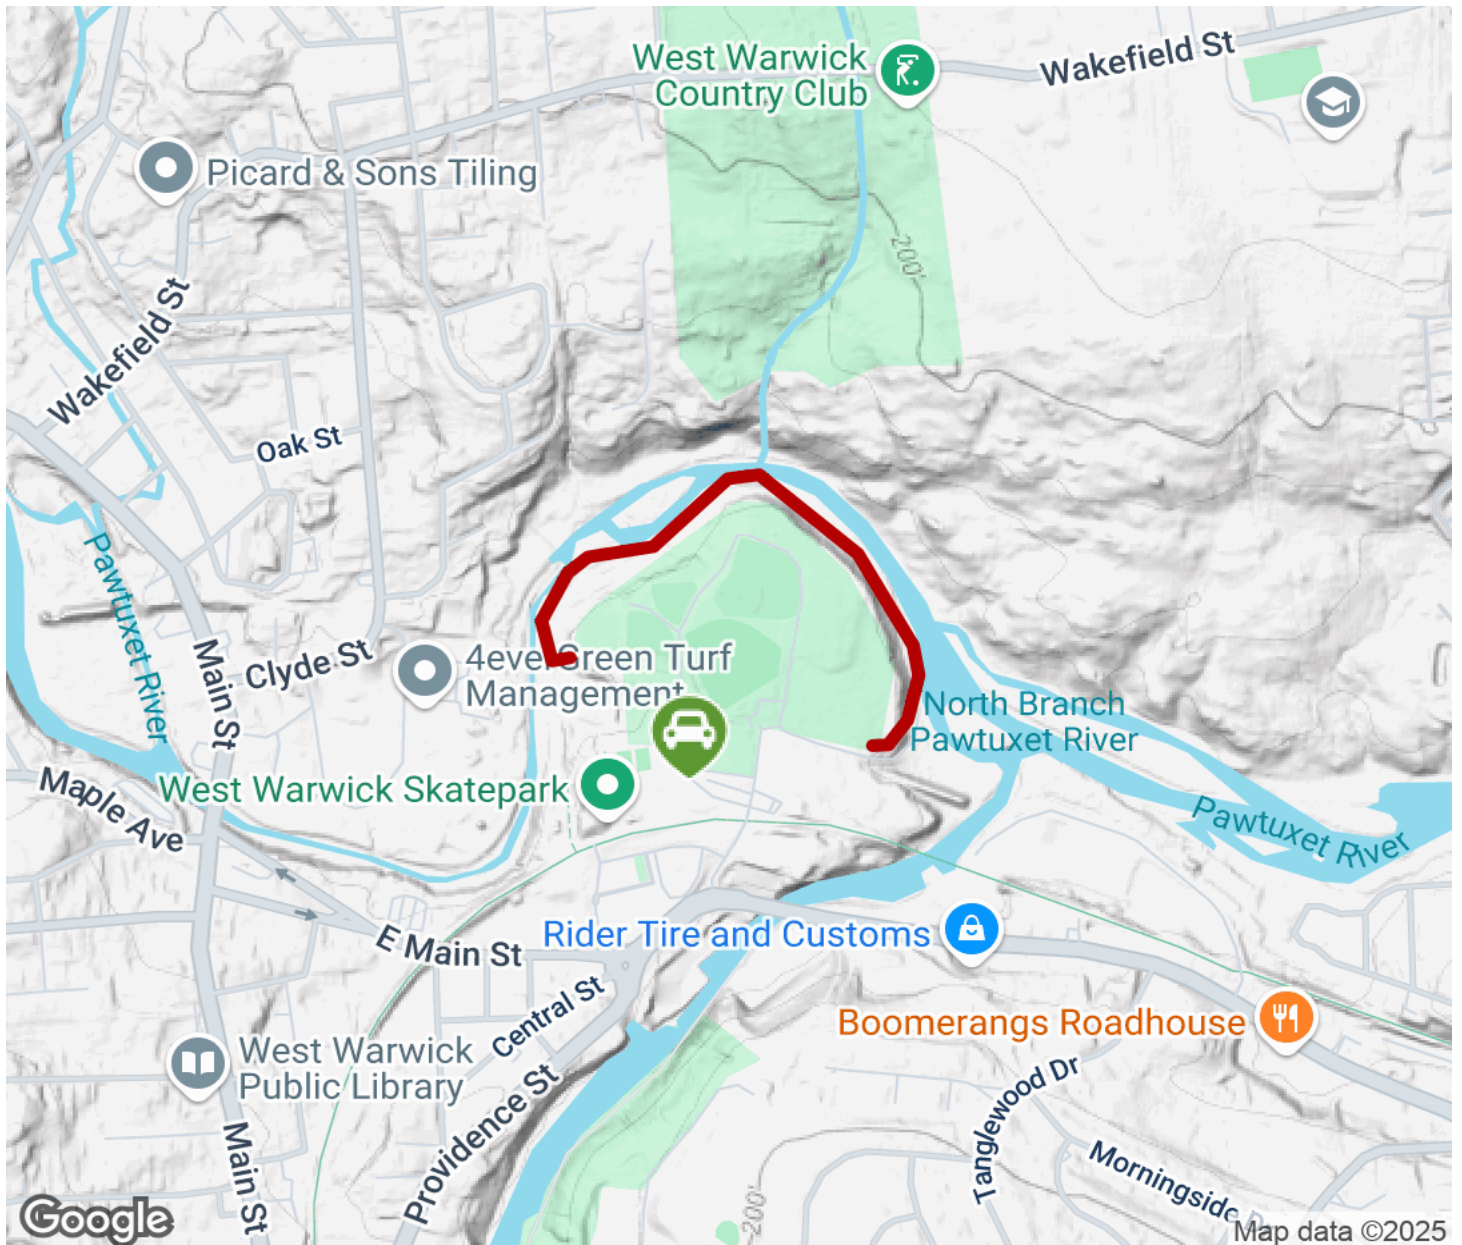 West Warwick
Country Club
Wakefield St
Picard & Sons Tiling
200'
Wakefield St
Oak St
Pawtuxet River
Main St
Clyde St
4everGreen Turf
Management
North Branch
Pawtuxet River
West Warwick Skatepark
Maple Ave
Pawtuxet River
E Main St
Rider Tire and Customs
Central St
Boomerangs Roadhouse
West Warwick
Public Library
Providence St
Tanglewood Dr
Main St
Morningside
200'
Google
Map data ©2025